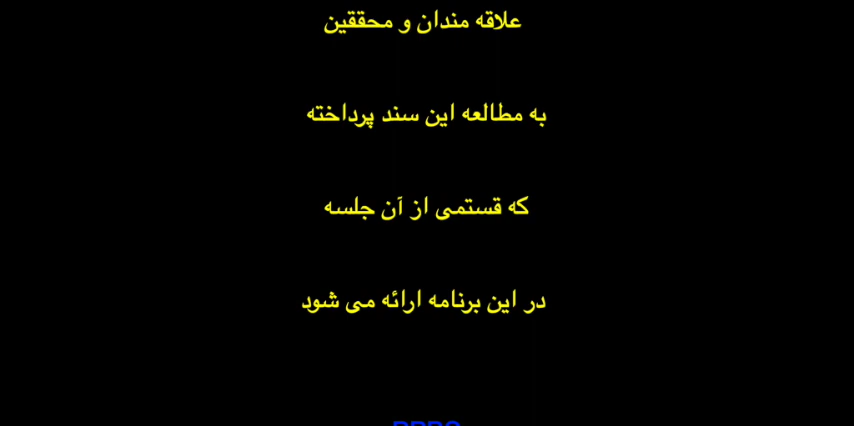 علاقه مندان و محققین
به مطالعه این سند پرداخته
که قستمی از آن جلسه
در این برنامه ارائه می شود